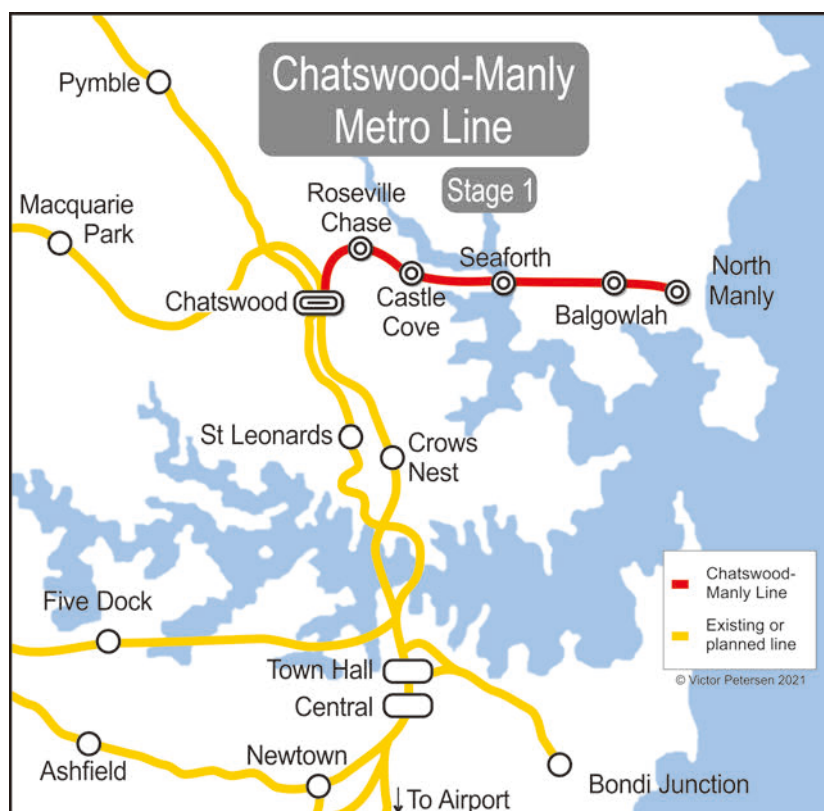 Chatswood-Manly
Metro Line
Stage 1
Pymble
Roseville
Chase
Macquarie
Park
Seaforth
North
Manly
Chatswood
Castle
Cove
Balgowlah
St Leonards
Crows
Nest
Chatswood-
Manly Line
Five Dock
Existing or
planned line
Town Hall
© Victor Petersen 2021
Central
Newtown
Ashfield
Bondi Junction
↓To Airport